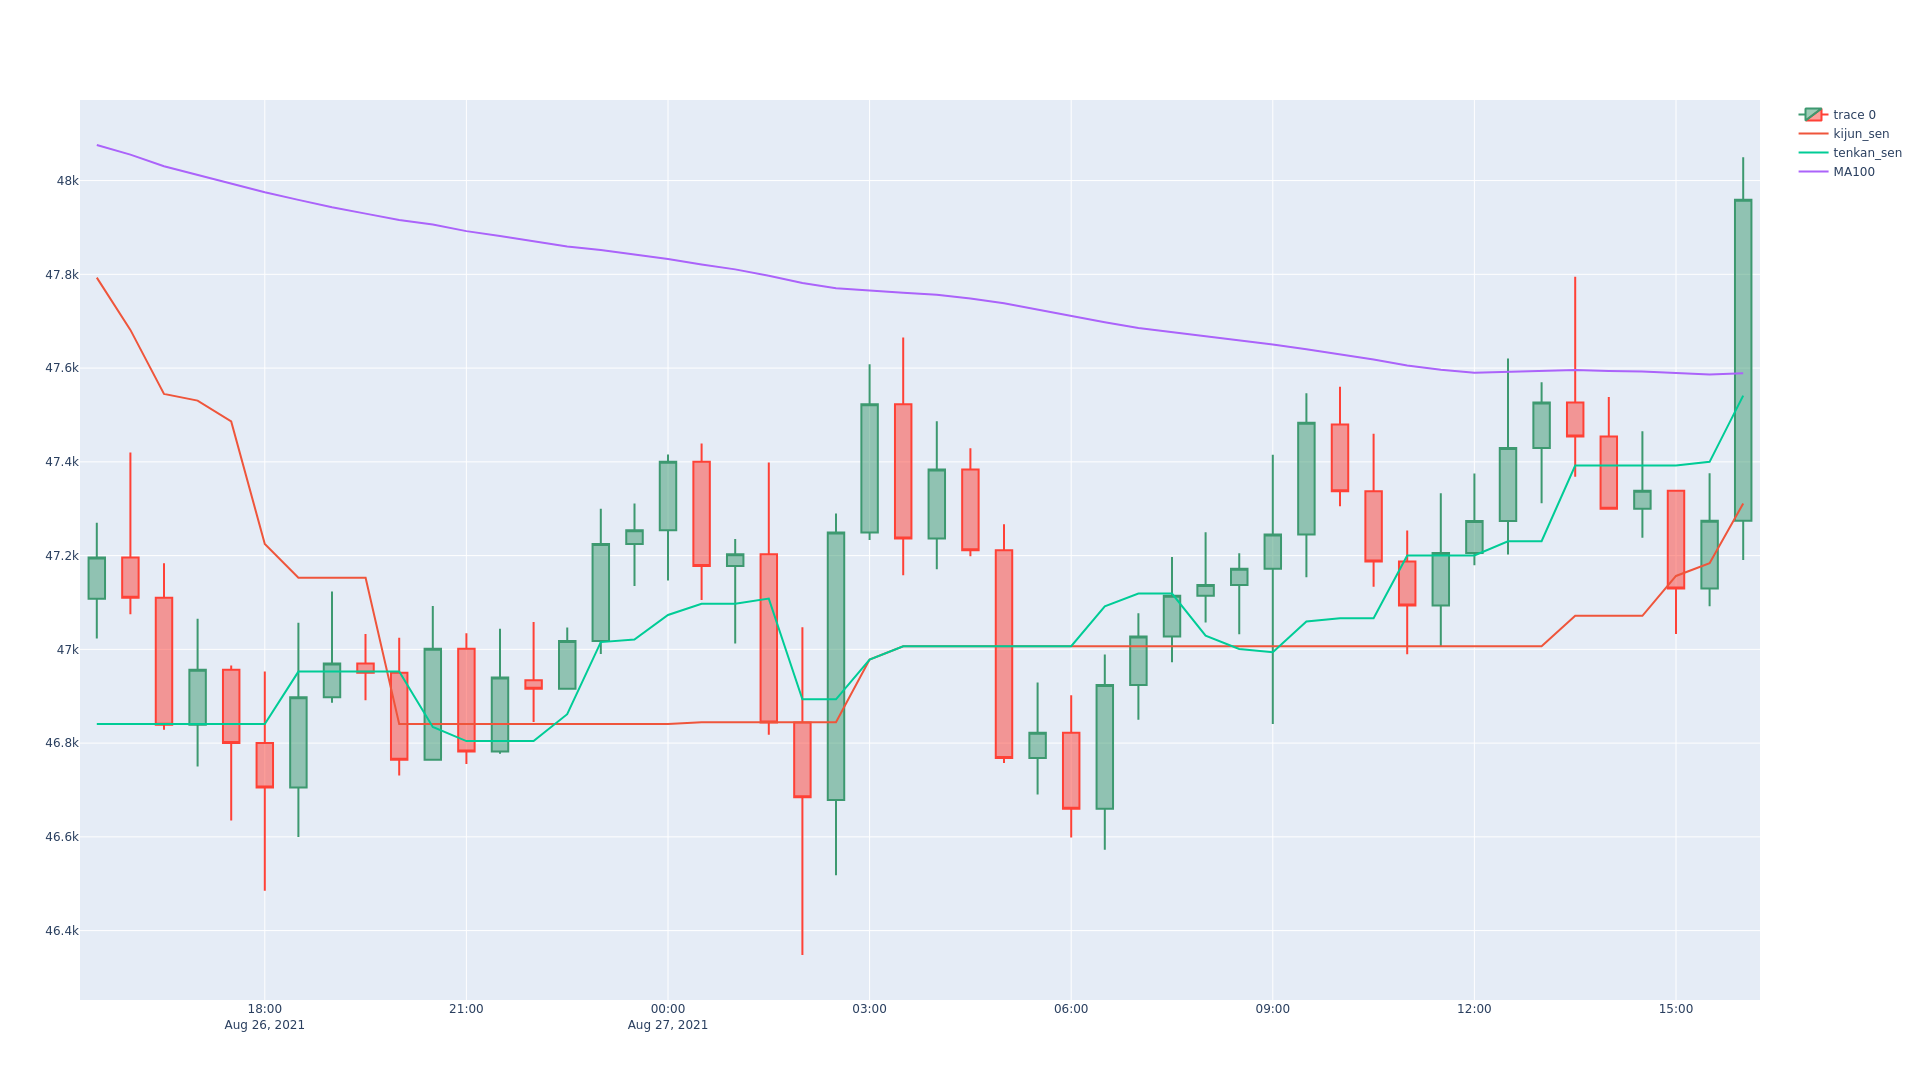 trace 0
kijun_sen
tenkan_sen
MA100
48k
47.8k
47.6k
47.4k
47.2k
47k
46.8k
46.6k
46.4k
18:00 21:00 00:00 03:00 06:00 09:00 12:00 15:00
Aug 26, 2021 Aug 27, 2021